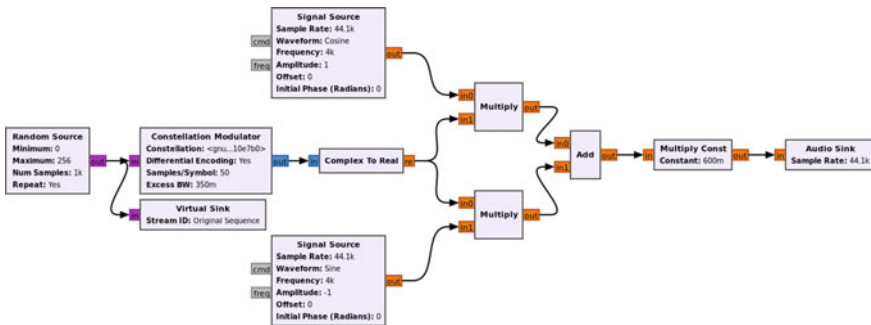 Signal Source
Sample Rate: 44.1k
cmd
Waveform: Cosine
Frequency: 4k
out
freq
Amplitude: 1
Offset: 0
Initial Phase (Radians): 0
in0
Multiply
out
in1
Random Source
Minimum: 0
Maximum: 256
Num Samples: 1k
Repeat: Yes
out
in
Constellation Modulator
Constellation: <gnu...10e7b0>
Differential Encoding: Yes
Samples/Symbol: 50
Excess BW: 350m
out
in
Complex To Real
re
in0
Add
out
in1
in
Multiply Const
Constant: 600m
out
in
Audio Sink
Sample Rate: 44.1k
in
Virtual Sink
Stream ID: Original Sequence
in0
Multiply
out
in1
Signal Source
Sample Rate: 44.1k
cmd
Waveform: Sine
Frequency: 4k
out
freq
Amplitude: -1
Offset: 0
Initial Phase (Radians): 0